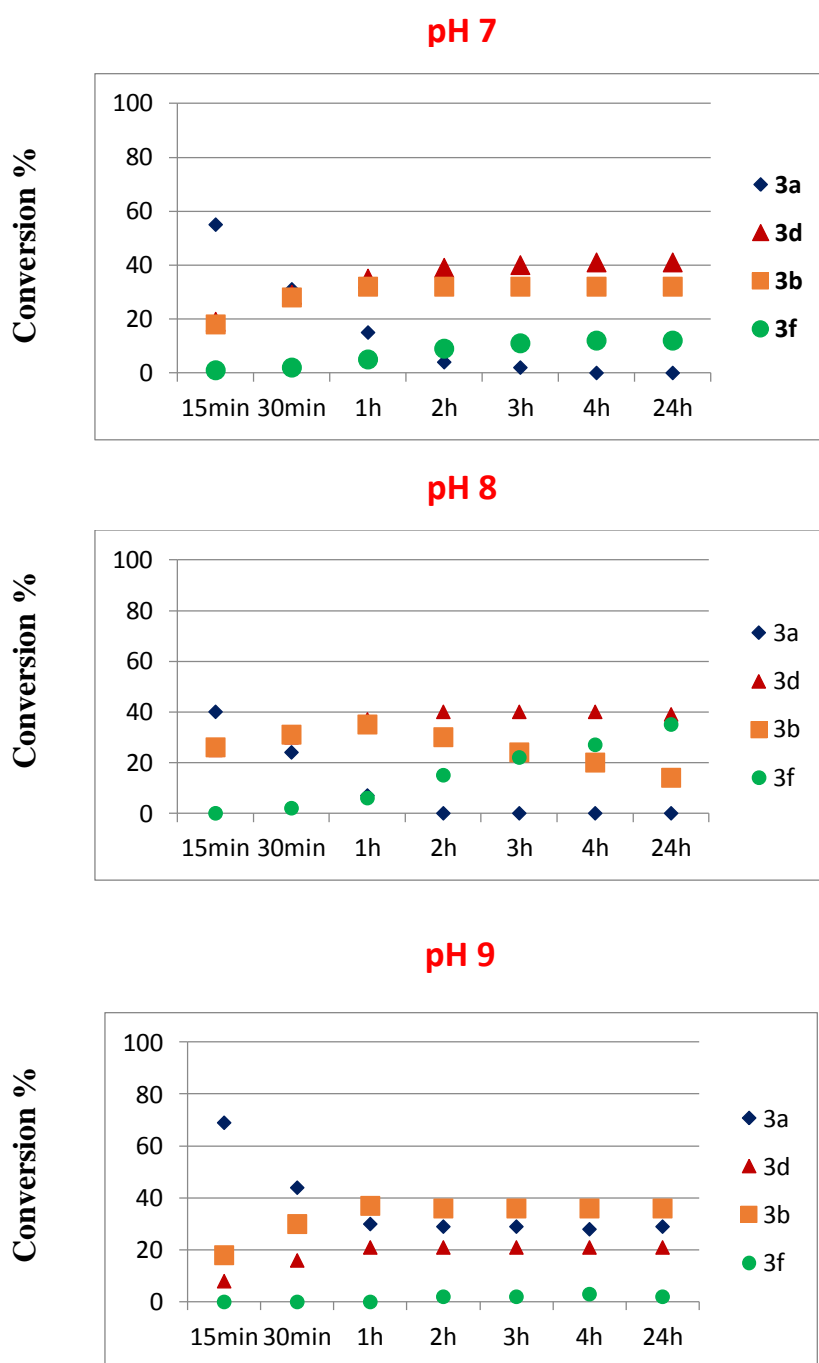 pH 7
Conversion %
100
80
60
40
20
0
15min 30min 1h 2h 3h 4h 24h
3a
3d
3b
3f
pH 8
Conversion %
100
80
60
40
20
0
15min 30min 1h 2h 3h 4h 24h
3a
3d
3b
3f
pH 9
Conversion %
100
80
60
40
20
0
15min 30min 1h 2h 3h 4h 24h
3a
3d
3b
3f